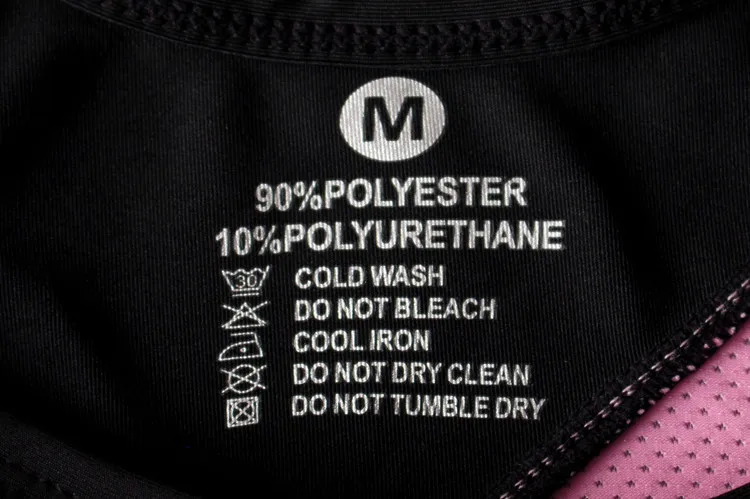 M
90%POLYESTER
10%POLYURETHANE
30 COLD WASH
DO NOT BLEACH
COOL IRON
DO NOT DRY CLEAN
DO NOT TUMBLE DRY